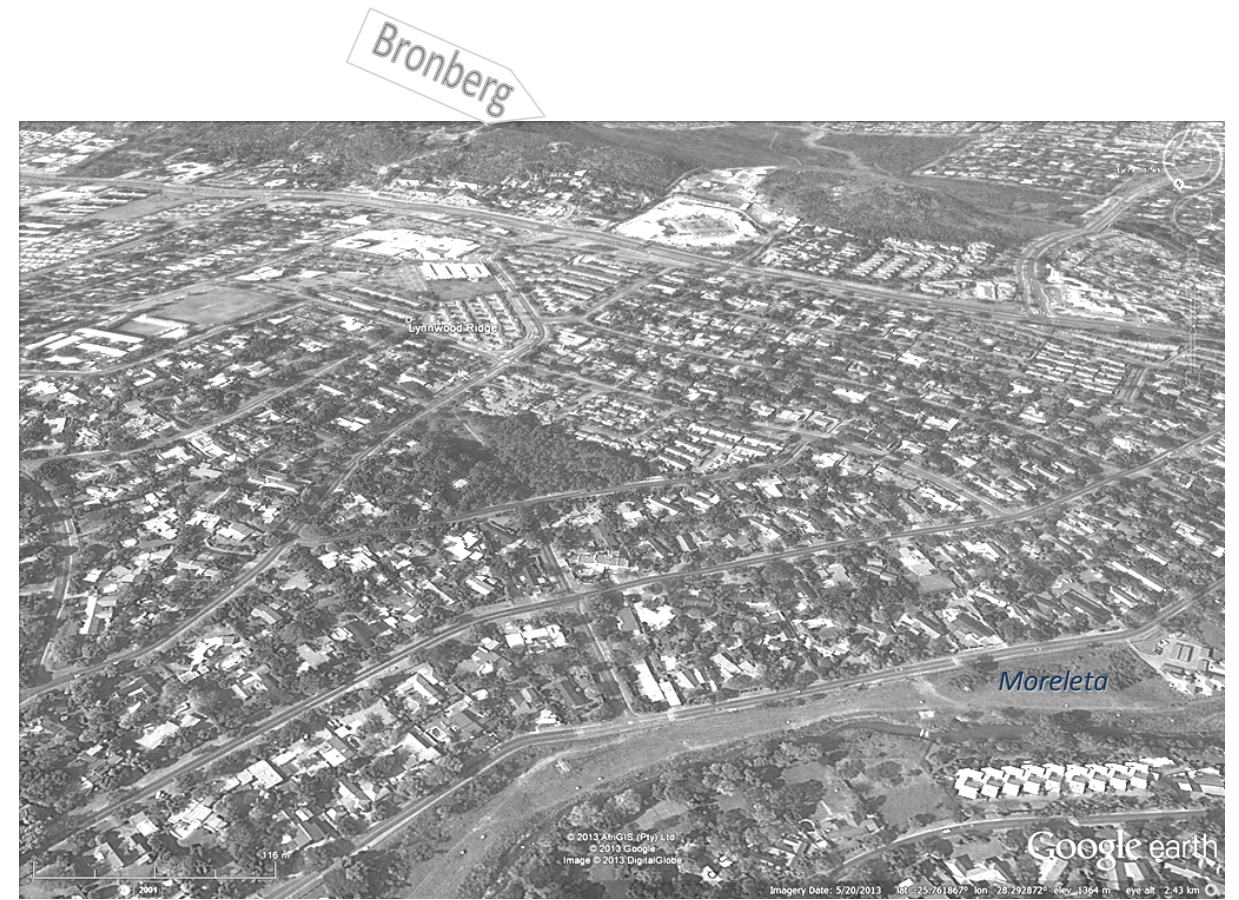 Bronberg
Lynnwood Ridge
Moreleta
© 2013 AfriGIS (Pty) Ltd
© 2013 Google
Image © 2013 DigitalGlobe
Google earth
116 m
2001
Imagery Date: 5/20/2013 lat -25.761867° lon 28.292872° elev 1364 m eye alt 2.43 km